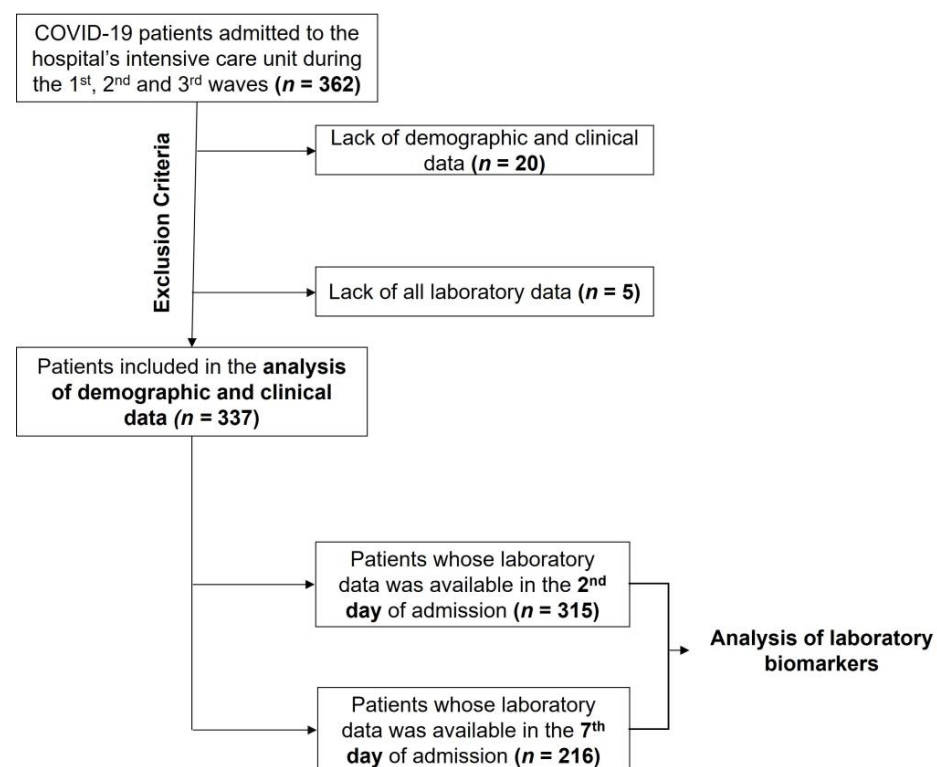 COVID-19 patients admitted to the
hospital’s intensive care unit during
the 1st, 2nd and 3rd waves (n = 362)
Exclusion Criteria
Lack of demographic and clinical
data (n = 20)
Lack of all laboratory data (n = 5)
Patients included in the analysis
of demographic and clinical
data (n = 337)
Patients whose laboratory
data was available in the 2nd
day of admission (n = 315)
Analysis of laboratory
biomarkers
Patients whose laboratory
data was available in the 7th
day of admission (n = 216)